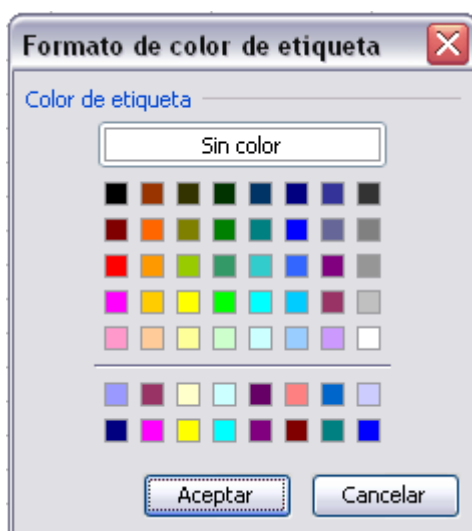 Formato de color de etiqueta
Color de etiqueta
Sin color
Aceptar
Cancelar